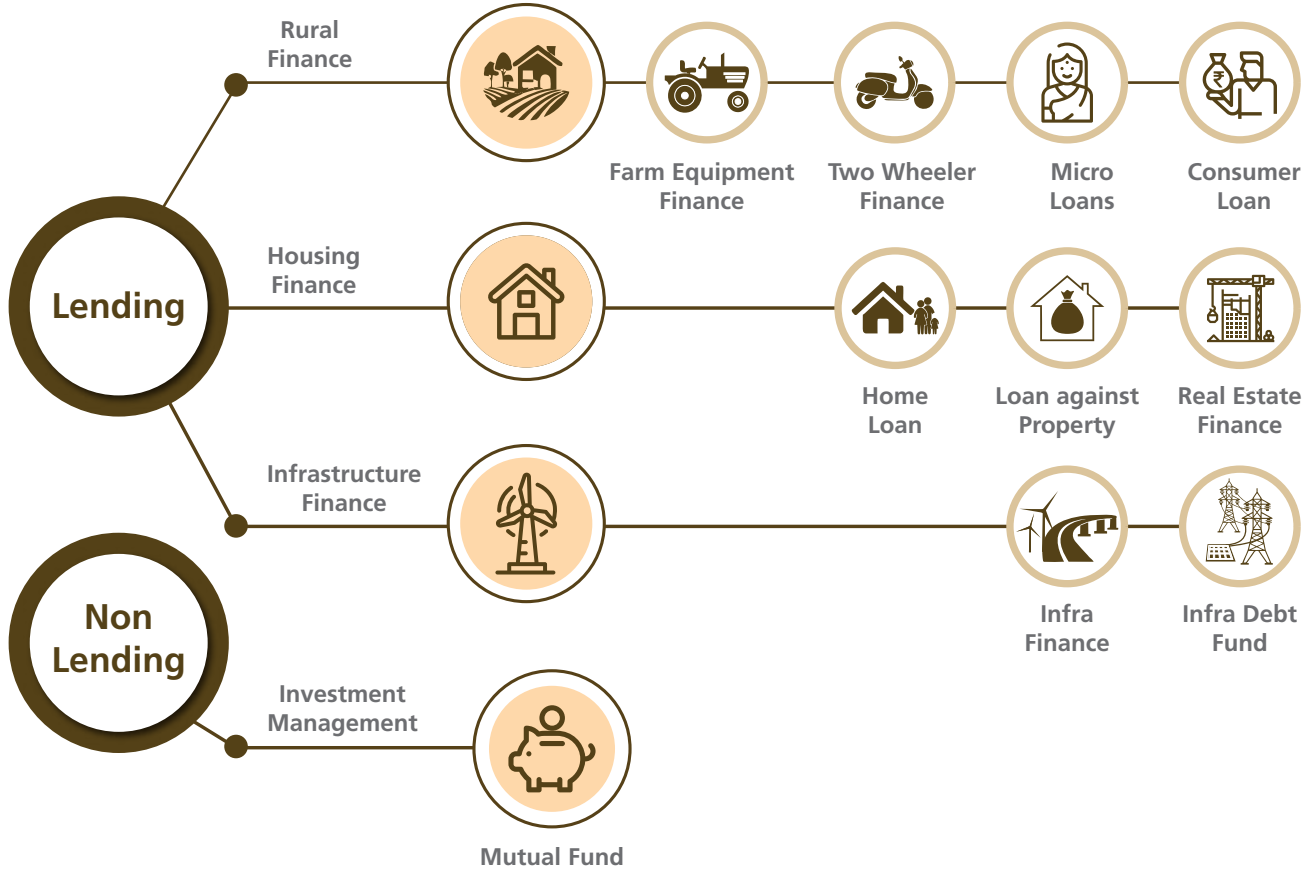 Rural
Finance
Farm Equipment
Finance
Two Wheeler
Finance
Micro
Loans
₹
Consumer
Loan
Lending
Housing
Finance
Home
Loan
Loan against
Property
Real Estate
Finance
Infrastructure
Finance
Infra
Finance
Infra Debt
Fund
Non
Lending
Investment
Management
Mutual Fund